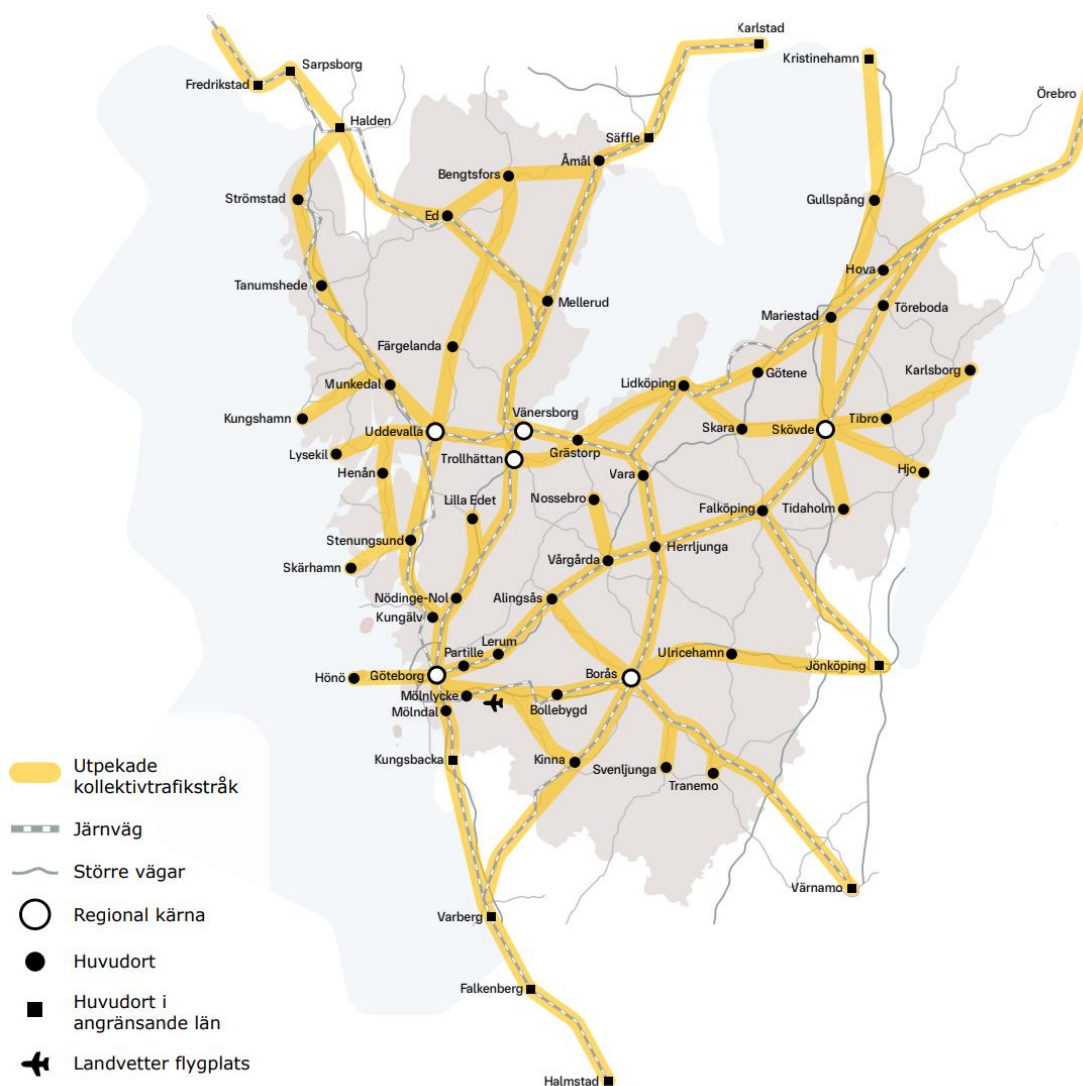 Karlstad
Kristinehamn
Sarpsborg
Fredrikstad
Örebro
Halden
Säffle
Åmål
Bengtsfors
Strömstad
Gullspång
Ed
Hova
Tanumshede
Mellerud
Töreboda
Mariestad
Färgelanda
Karlsborg
Götene
Munkedal
Lidköping
Kungshamn
Vänersborg
Tibro
Uddevalla
Skara
Skövde
Lysekil
Trollhättan
Grästorp
Henån
Vara
Hjo
Lilla Edet
Nossebro
Falköping
Tidaholm
Stenungsund
Herrljunga
Skärhamn
Vårgårda
Nödinge-Nol
Alingsås
Kungälv
Lerum
Partille
Ulricehamn
Jönköping
Hönö
Göteborg
Borås
Mölnlycke
Mölndal
Bollebygd
Kungsbacka
Kinna
Svenljunga
Tranemo
Värnamo
Varberg
Falkenberg
Halmstad
Utpekade
kollektivtrafikstråk
Järnväg
Större vägar
Regional kärna
Huvudort
Huvudort i
angränsande län
Landvetter flygplats